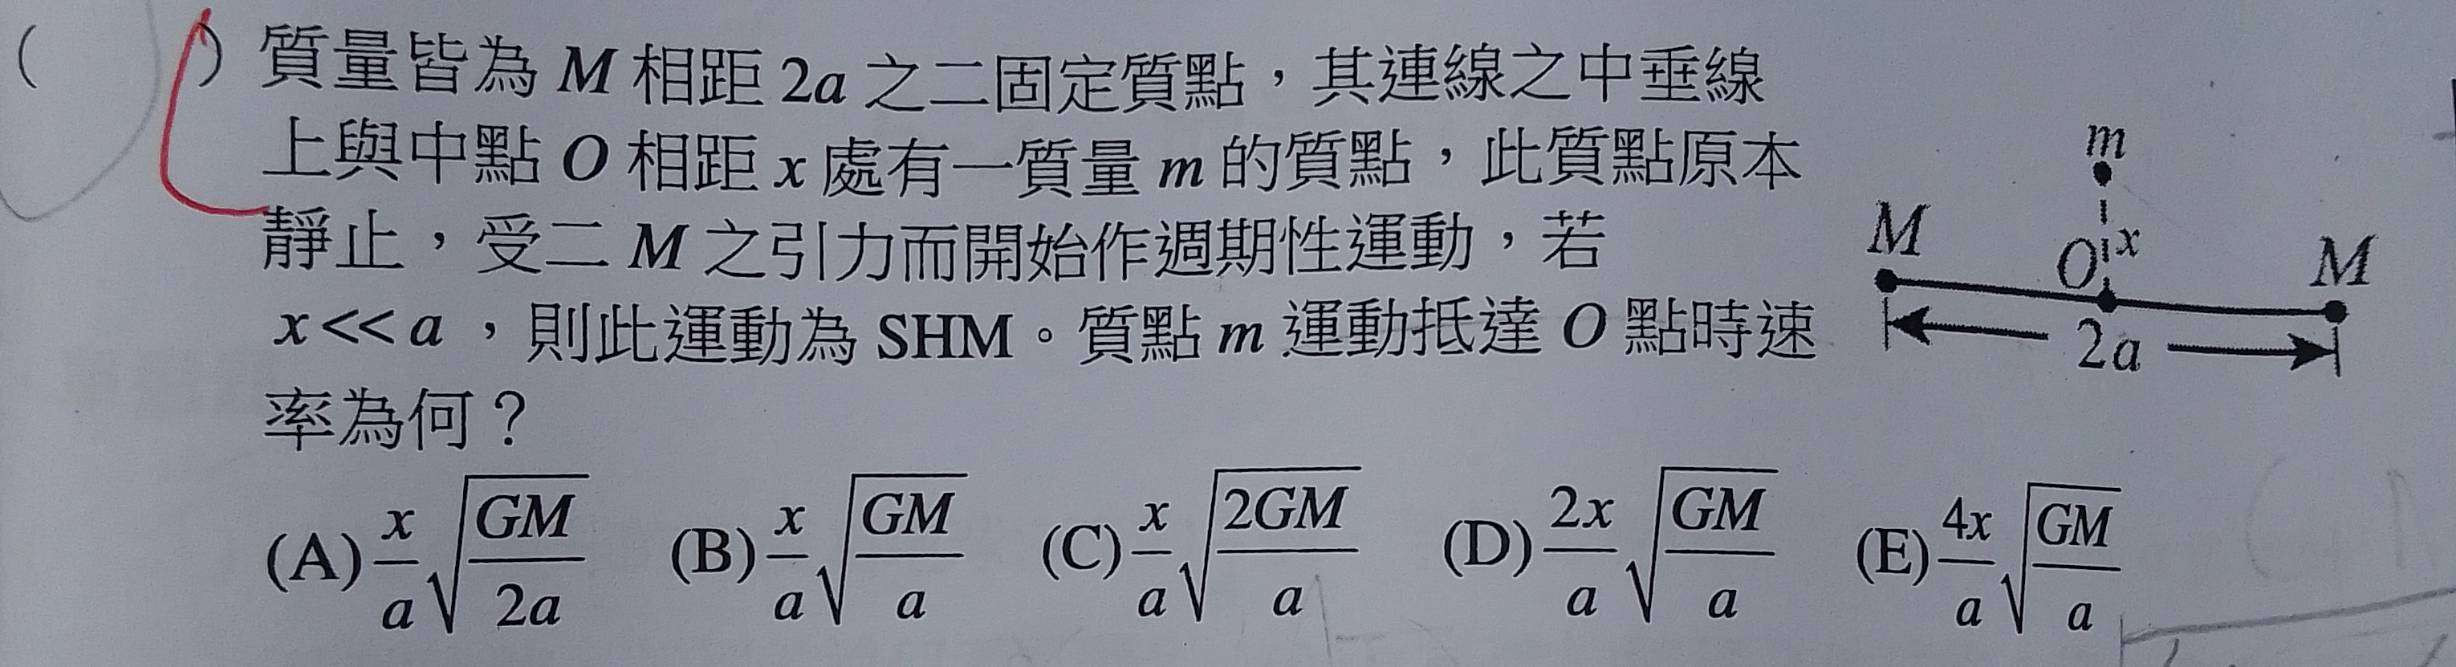 (　) 質量皆為 M 相距 2a 之二固定質點，其連線之中垂線
上與中點 O 相距 x 處有一質量 m 的質點，此質點原本
靜止，受二 M 之引力而開始作週期性運動，若
x<<a，則此運動為 SHM。質點 m 運動抵達 O 點時速
率為何？
(A) x/a √(GM/2a) (B) x/a √(GM/a) (C) x/a √(2GM/a) (D) 2x/a √(GM/a) (E) 4x/a √(GM/a)
m
M
O x
M
2a